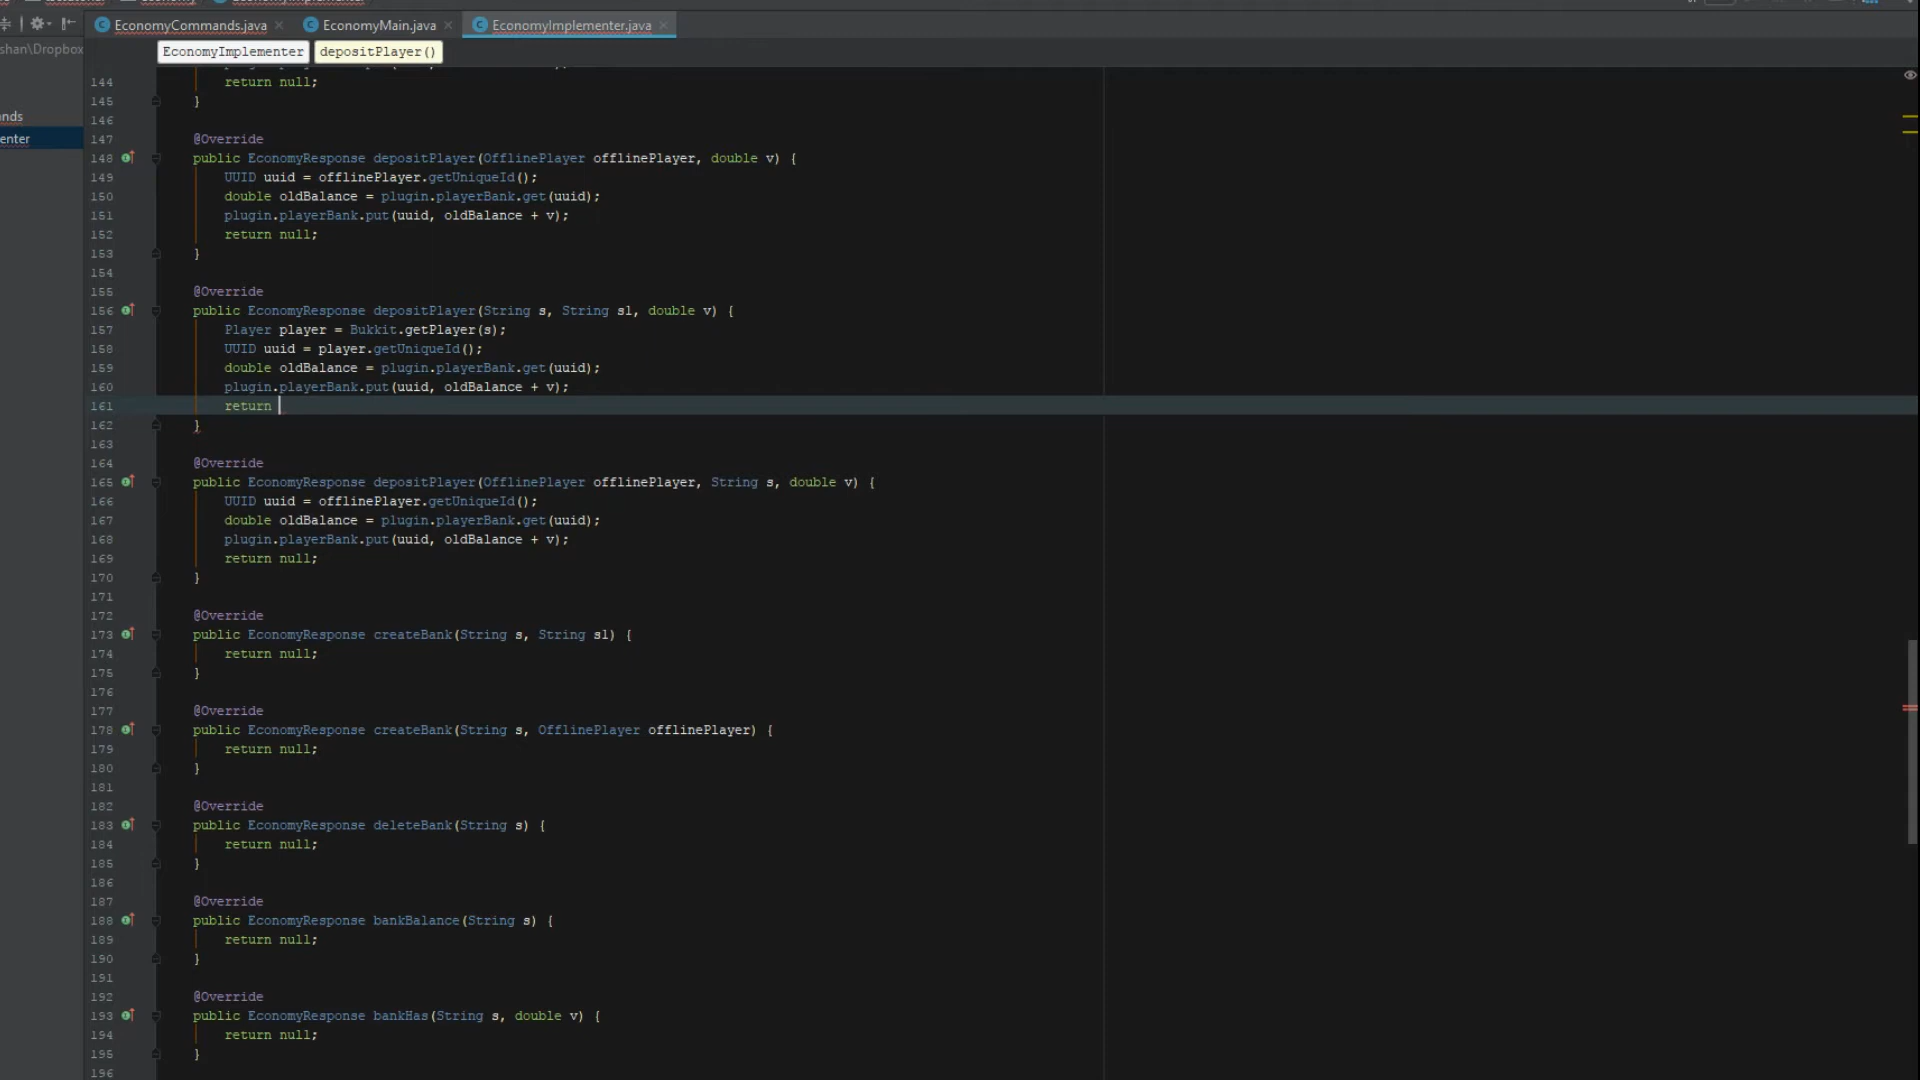 EconomyCommands.java
EconomyMain.java
EconomyImplementer.java
shan\Dropbox
EconomyImplementer
depositPlayer()
nds
enter
144 return null;
145 }
146
147 @Override
148 public EconomyResponse depositPlayer(OfflinePlayer offlinePlayer, double v) {
149 UUID uuid = offlinePlayer.getUniqueId();
150 double oldBalance = plugin.playerBank.get(uuid);
151 plugin.playerBank.put(uuid, oldBalance + v);
152 return null;
153 }
154
155 @Override
156 public EconomyResponse depositPlayer(String s, String s1, double v) {
157 Player player = Bukkit.getPlayer(s);
158 UUID uuid = player.getUniqueId();
159 double oldBalance = plugin.playerBank.get(uuid);
160 plugin.playerBank.put(uuid, oldBalance + v);
161 return
162 }
163
164 @Override
165 public EconomyResponse depositPlayer(OfflinePlayer offlinePlayer, String s, double v) {
166 UUID uuid = offlinePlayer.getUniqueId();
167 double oldBalance = plugin.playerBank.get(uuid);
168 plugin.playerBank.put(uuid, oldBalance + v);
169 return null;
170 }
171
172 @Override
173 public EconomyResponse createBank(String s, String s1) {
174 return null;
175 }
176
177 @Override
178 public EconomyResponse createBank(String s, OfflinePlayer offlinePlayer) {
179 return null;
180 }
181
182 @Override
183 public EconomyResponse deleteBank(String s) {
184 return null;
185 }
186
187 @Override
188 public EconomyResponse bankBalance(String s) {
189 return null;
190 }
191
192 @Override
193 public EconomyResponse bankHas(String s, double v) {
194 return null;
195 }
196